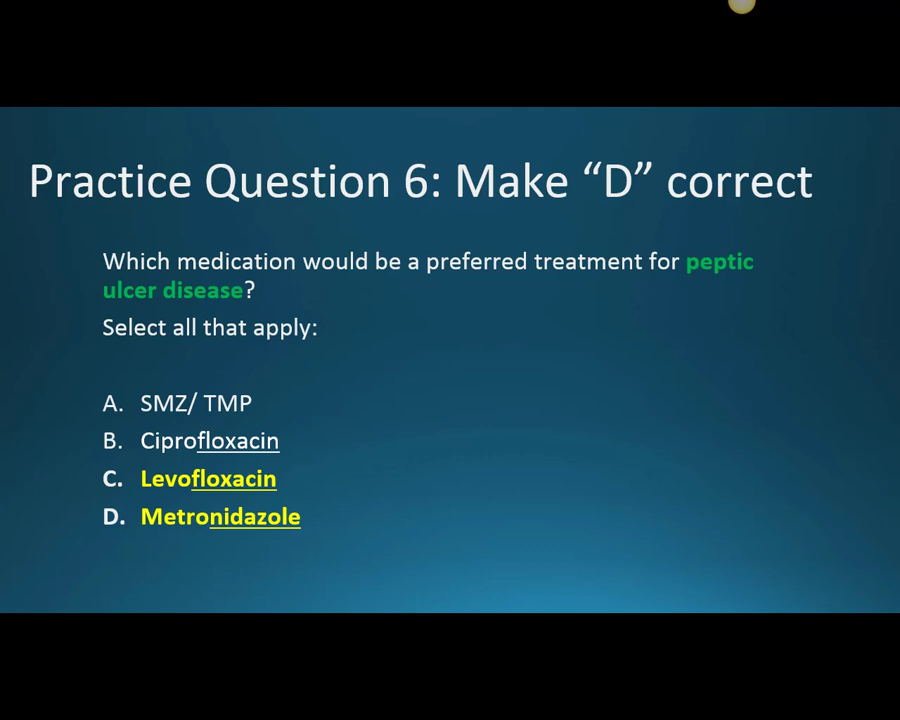 Practice Question 6: Make “D” correct
Which medication would be a preferred treatment for peptic
ulcer disease?
Select all that apply:
A. SMZ/ TMP
B. Ciprofloxacin
C. Levofloxacin
D. Metronidazole